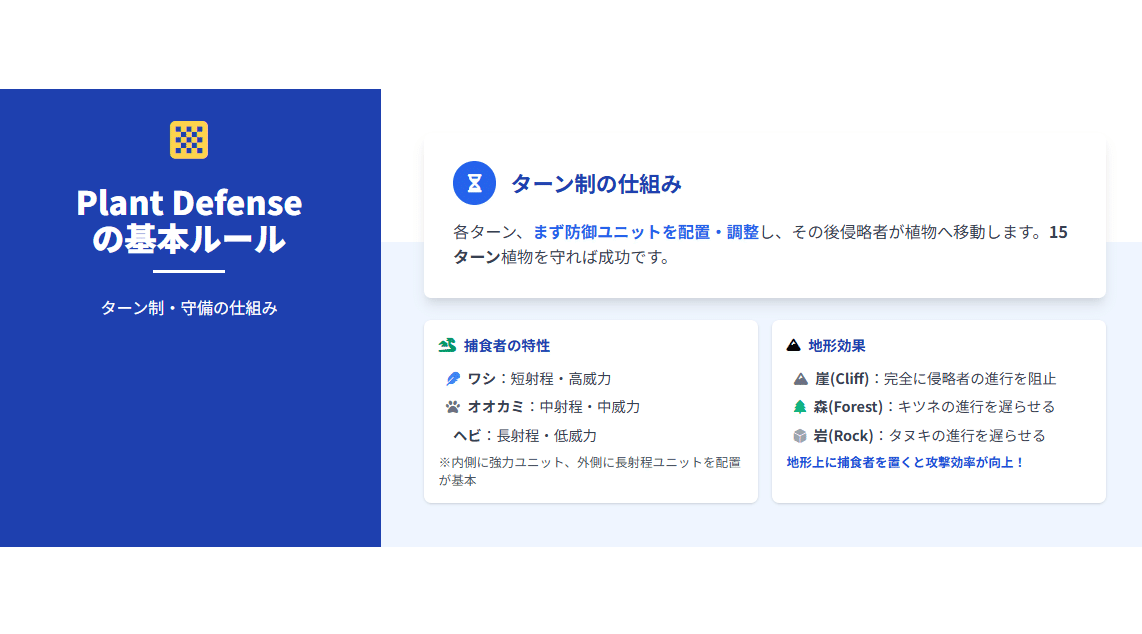 Plant Defense
の基本ルール
ターン制・守備の仕組み
ターン制の仕組み
各ターン、まず防御ユニットを配置・調整し、その後侵略者が植物へ移動します。15
ターン植物を守れば成功です。
捕食者の特性
ワシ：短射程・高威力
オオカミ：中射程・中威力
ヘビ：長射程・低威力
※内側に強力ユニット、外側に長射程ユニットを配置
が基本
地形効果
崖(Cliff)：完全に侵略者の進行を阻止
森(Forest)：キツネの進行を遅らせる
岩(Rock)：タヌキの進行を遅らせる
地形上に捕食者を置くと攻撃効率が向上！